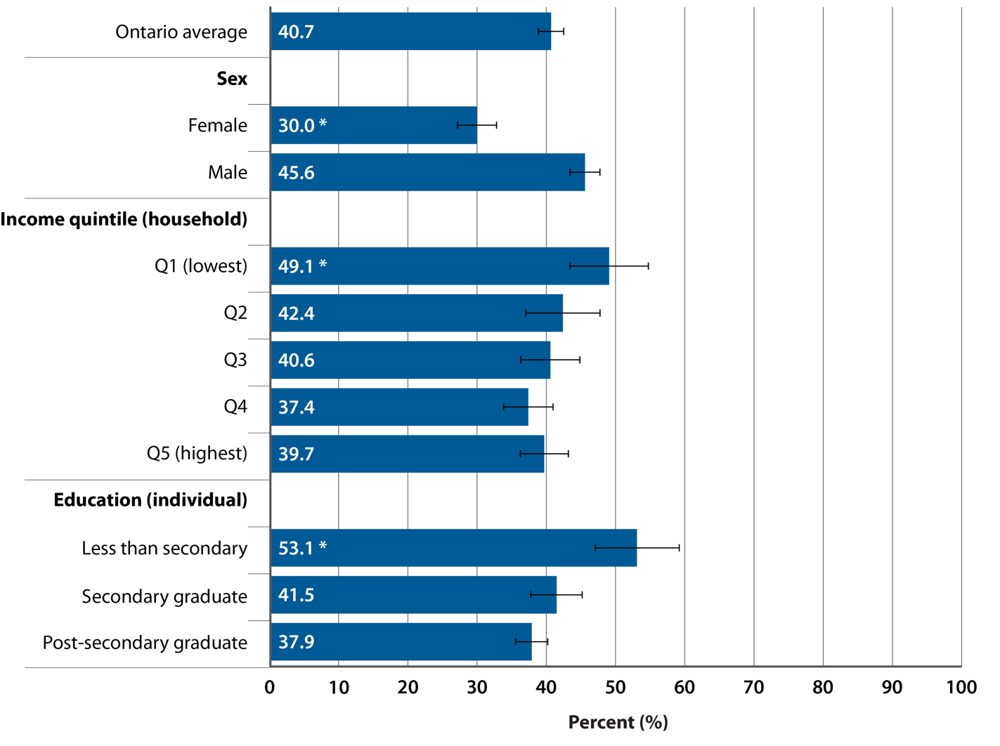 Ontario average 40.7
Sex
Female 30.0 *
Male 45.6
Income quintile (household)
Q1 (lowest) 49.1 *
Q2 42.4
Q3 40.6
Q4 37.4
Q5 (highest) 39.7
Education (individual)
Less than secondary 53.1 *
Secondary graduate 41.5
Post-secondary graduate 37.9
0 10 20 30 40 50 60 70 80 90 100
Percent (%)